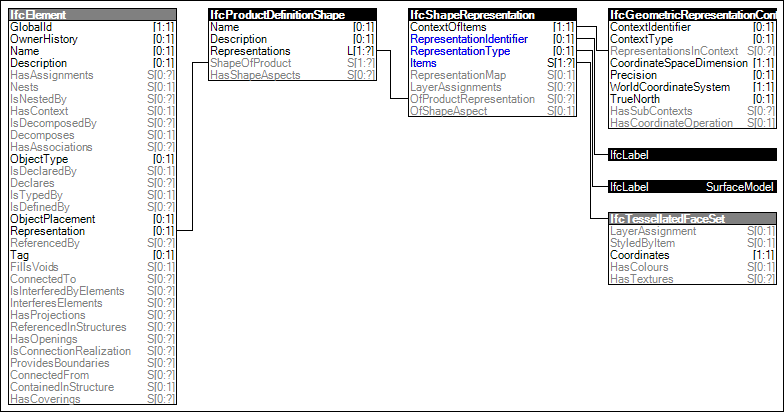 IfcElement
GlobalId [1:1]
OwnerHistory [0:1]
Name [0:1]
Description [0:1]
HasAssignments S[0:?]
Nests S[0:1]
IsNestedBy S[0:?]
HasContext S[0:1]
IsDecomposedBy S[0:?]
Decomposes S[0:1]
HasAssociations S[0:?]
ObjectType [0:1]
IsDeclaredBy S[0:1]
Declares S[0:?]
IsTypedBy S[0:1]
IsDefinedBy S[0:?]
ObjectPlacement [0:1]
Representation [0:1]
ReferencedBy S[0:?]
Tag [0:1]
FillsVoids S[0:1]
ConnectedTo S[0:?]
IsInterferedByElements S[0:?]
InterferesElements S[0:?]
HasProjections S[0:?]
ReferencedInStructures S[0:?]
HasOpenings S[0:?]
IsConnectionRealization S[0:?]
ProvidesBoundaries S[0:?]
ConnectedFrom S[0:?]
ContainedInStructure S[0:1]
HasCoverings S[0:?]
IfcProductDefinitionShape
Name [0:1]
Description [0:1]
Representations L[1:?]
ShapeOfProduct S[1:?]
HasShapeAspects S[0:?]
IfcShapeRepresentation
ContextOfItems [1:1]
RepresentationIdentifier [0:1]
RepresentationType [0:1]
Items S[1:?]
RepresentationMap S[0:1]
LayerAssignments S[0:?]
OfProductRepresentation S[0:?]
OfShapeAspect S[0:1]
IfcGeometricRepresentationCon
ContextIdentifier [0:1]
ContextType [0:1]
RepresentationsInContext S[0:?]
CoordinateSpaceDimension [1:1]
Precision [0:1]
WorldCoordinateSystem [1:1]
TrueNorth [0:1]
HasSubContexts S[0:?]
HasCoordinateOperation S[0:1]
IfcLabel
IfcLabel SurfaceModel
IfcTessellatedFaceSet
LayerAssignment S[0:1]
StyledByItem S[0:1]
Coordinates [1:1]
HasColours S[0:1]
HasTextures S[0:?]